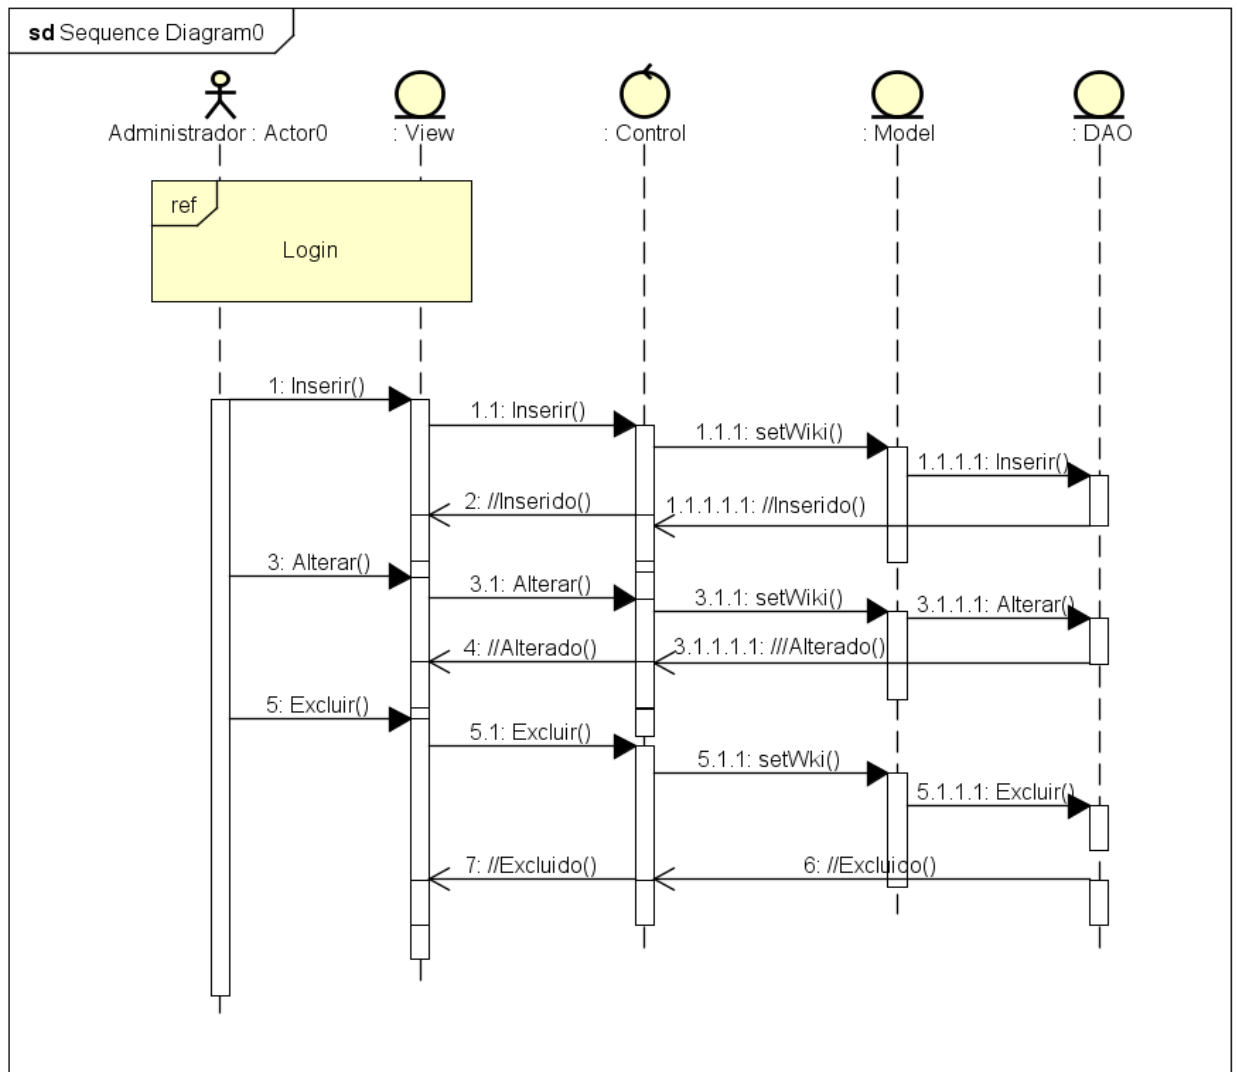 sd Sequence Diagram0
Administrador : Actor0
: View
: Control
: Model
: DAO
ref
Login
1: Inserir()
1.1: Inserir()
1.1.1: setWiki()
1.1.1.1: Inserir()
2: //Inserido()
1.1.1.1.1: //Inserido()
3: Alterar()
3.1: Alterar()
3.1.1: setWiki()
3.1.1.1: Alterar()
4: //Alterado()
3.1.1.1.1: ///Alterado()
5: Excluir()
5.1: Excluir()
5.1.1: setWki()
5.1.1.1: Excluir()
7: //Excluido()
6: //Excluido()